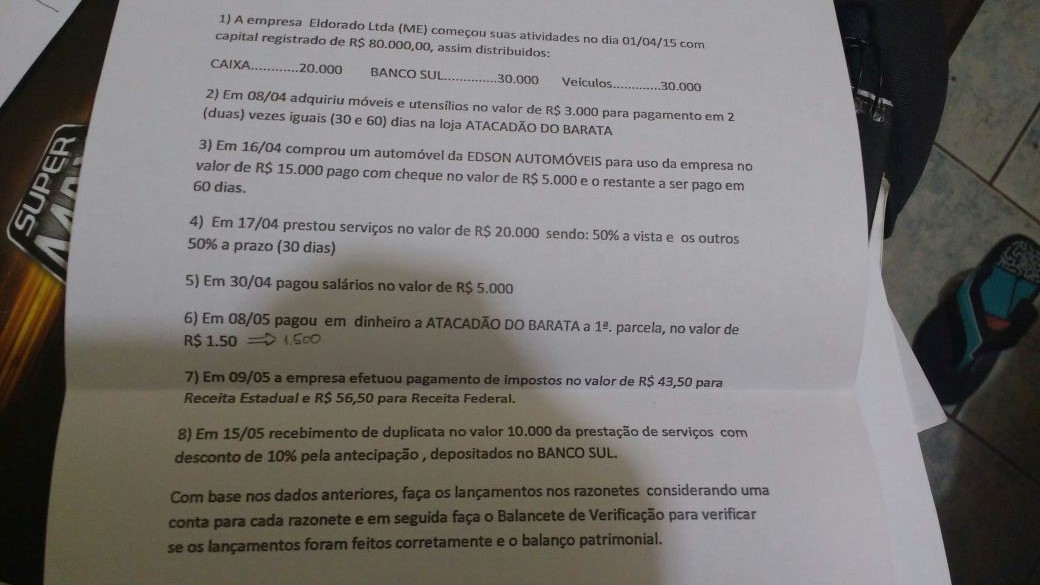 1) A empresa Eldorado Ltda (ME) começou suas atividades no dia 01/04/15 com
capital registrado de R$ 80.000,00, assim distribuidos:
CAIXA............20.000 BANCO SUL..............30.000 Veículos.............30.000
2) Em 08/04 adquiriu móveis e utensílios no valor de R$ 3.000 para pagamento em 2
(duas) vezes iguais (30 e 60) dias na loja ATACADÃO DO BARATA
3) Em 16/04 comprou um automóvel da EDSON AUTOMÓVEIS para uso da empresa no
valor de R$ 15.000 pago com cheque no valor de R$ 5.000 e o restante a ser pago em
60 dias.
4) Em 17/04 prestou serviços no valor de R$ 20.000 sendo: 50% a vista e os outros
50% a prazo (30 dias)
5) Em 30/04 pagou salários no valor de R$ 5.000
6) Em 08/05 pagou em dinheiro a ATACADÃO DO BARATA a 1ª. parcela, no valor de
R$ 1.50 => 1.500
7) Em 09/05 a empresa efetuou pagamento de impostos no valor de R$ 43,50 para
Receita Estadual e R$ 56,50 para Receita Federal.
8) Em 15/05 recebimento de duplicata no valor 10.000 da prestação de serviços com
desconto de 10% pela antecipação , depositados no BANCO SUL.
Com base nos dados anteriores, faça os lançamentos nos razonetes considerando uma
conta para cada razonete e em seguida faça o Balancete de Verificação para verificar
se os lançamentos foram feitos corretamente e o balanço patrimonial.
SUPER